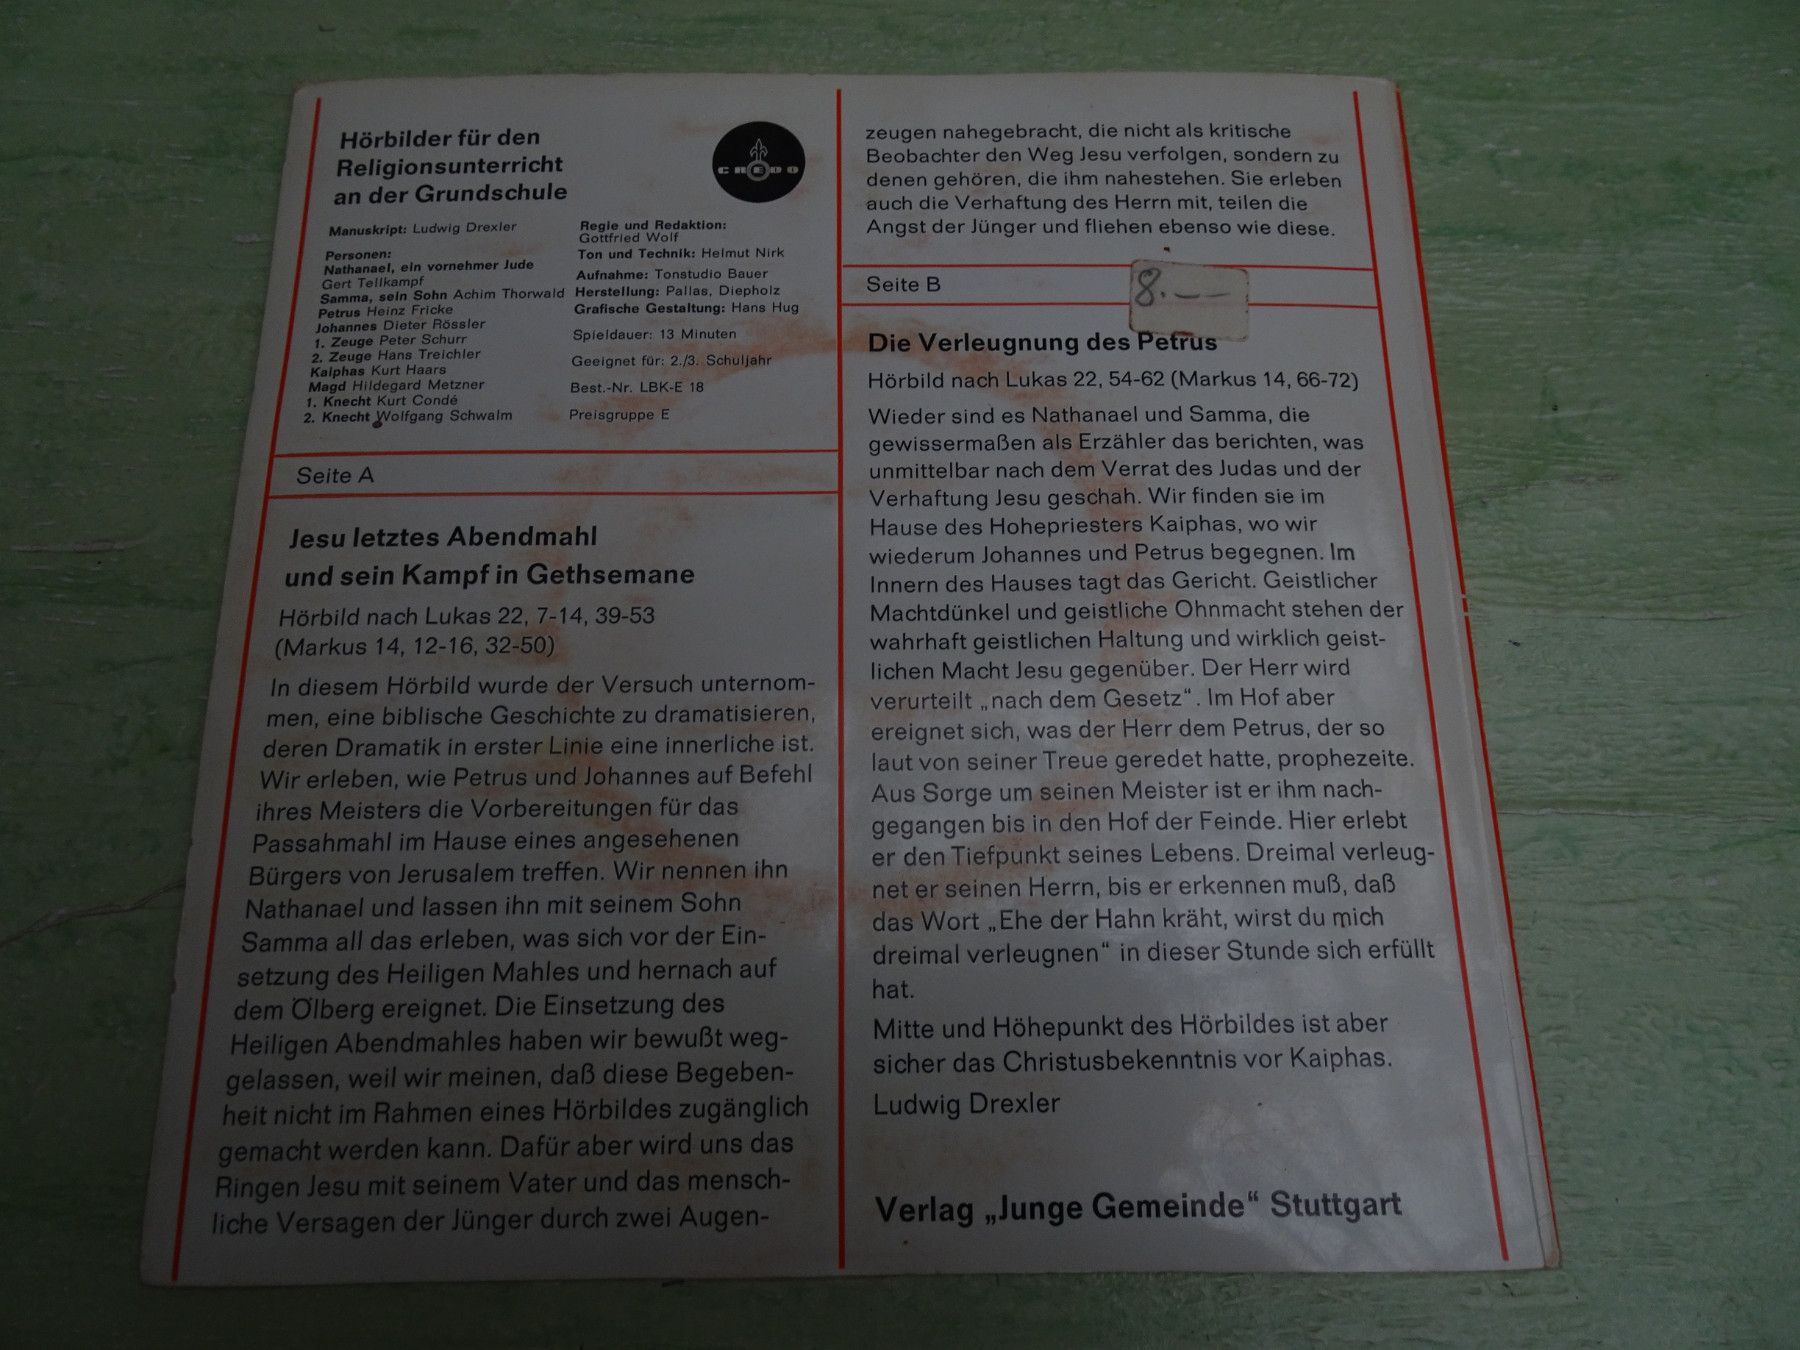 Hörbilder für den
Religionsunterricht
an der Grundschule
CREDO
Manuskript: Ludwig Drexler
Personen:
Nathanael, ein vornehmer Jude
Gert Tellkampf
Samma, sein Sohn Achim Thorwald
Petrus Heinz Fricke
Johannes Dieter Rössler
1. Zeuge Peter Schurr
2. Zeuge Hans Treichler
Kaiphas Kurt Haars
Magd Hildegard Metzner
1. Knecht Kurt Condé
2. Knecht Wolfgang Schwalm
Regie und Redaktion:
Gottfried Wolf
Ton und Technik: Helmut Nirk
Aufnahme: Tonstudio Bauer
Herstellung: Pallas, Diepholz
Grafische Gestaltung: Hans Hug
Spieldauer: 13 Minuten
Geeignet für: 2./3. Schuljahr
Best.-Nr. LBK-E 18
Preisgruppe E
Seite A
Jesu letztes Abendmahl
und sein Kampf in Gethsemane
Hörbild nach Lukas 22, 7-14, 39-53
(Markus 14, 12-16, 32-50)
In diesem Hörbild wurde der Versuch unternom-
men, eine biblische Geschichte zu dramatisieren,
deren Dramatik in erster Linie eine innerliche ist.
Wir erleben, wie Petrus und Johannes auf Befehl
ihres Meisters die Vorbereitungen für das
Passahmahl im Hause eines angesehenen
Bürgers von Jerusalem treffen. Wir nennen ihn
Nathanael und lassen ihn mit seinem Sohn
Samma all das erleben, was sich vor der Ein-
setzung des Heiligen Mahles und hernach auf
dem Ölberg ereignet. Die Einsetzung des
Heiligen Abendmahles haben wir bewußt weg-
gelassen, weil wir meinen, daß diese Begeben-
heit nicht im Rahmen eines Hörbildes zugänglich
gemacht werden kann. Dafür aber wird uns das
Ringen Jesu mit seinem Vater und das mensch-
liche Versagen der Jünger durch zwei Augen-
zeugen nahegebracht, die nicht als kritische
Beobachter den Weg Jesu verfolgen, sondern zu
denen gehören, die ihm nahestehen. Sie erleben
auch die Verhaftung des Herrn mit, teilen die
Angst der Jünger und fliehen ebenso wie diese.
Seite B
8.——
Die Verleugnung des Petrus
Hörbild nach Lukas 22, 54-62 (Markus 14, 66-72)
Wieder sind es Nathanael und Samma, die
gewissermaßen als Erzähler das berichten, was
unmittelbar nach dem Verrat des Judas und der
Verhaftung Jesu geschah. Wir finden sie im
Hause des Hohepriesters Kaiphas, wo wir
wiederum Johannes und Petrus begegnen. Im
Innern des Hauses tagt das Gericht. Geistlicher
Machtdünkel und geistliche Ohnmacht stehen der
wahrhaft geistlichen Haltung und wirklich geist-
lichen Macht Jesu gegenüber. Der Herr wird
verurteilt „nach dem Gesetz“. Im Hof aber
ereignet sich, was der Herr dem Petrus, der so
laut von seiner Treue geredet hatte, prophezeite.
Aus Sorge um seinen Meister ist er ihm nach-
gegangen bis in den Hof der Feinde. Hier erlebt
er den Tiefpunkt seines Lebens. Dreimal verleug-
net er seinen Herrn, bis er erkennen muß, daß
das Wort „Ehe der Hahn kräht, wirst du mich
dreimal verleugnen“ in dieser Stunde sich erfüllt
hat.
Mitte und Höhepunkt des Hörbildes ist aber
sicher das Christusbekenntnis vor Kaiphas.
Ludwig Drexler
Verlag „Junge Gemeinde“ Stuttgart